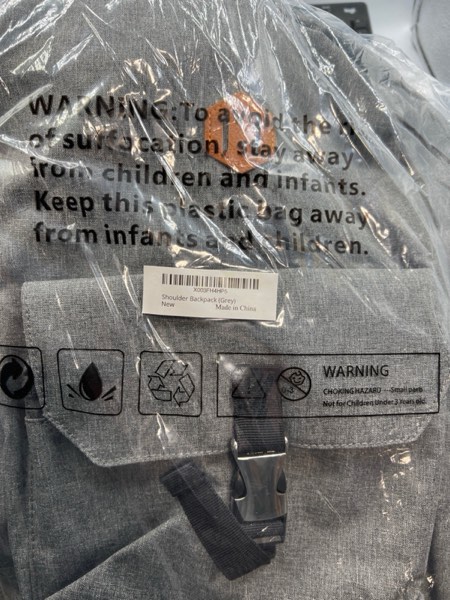 WARNING:To avoid the
of suffocation, stay away
from children and infants.
Keep this plastic bag away
from infants and children.
Shoulder Backpack (Grey)
New Made in China
WARNING
CHOKING HAZARD --Small parts
Not for Children Under 3 Years old.